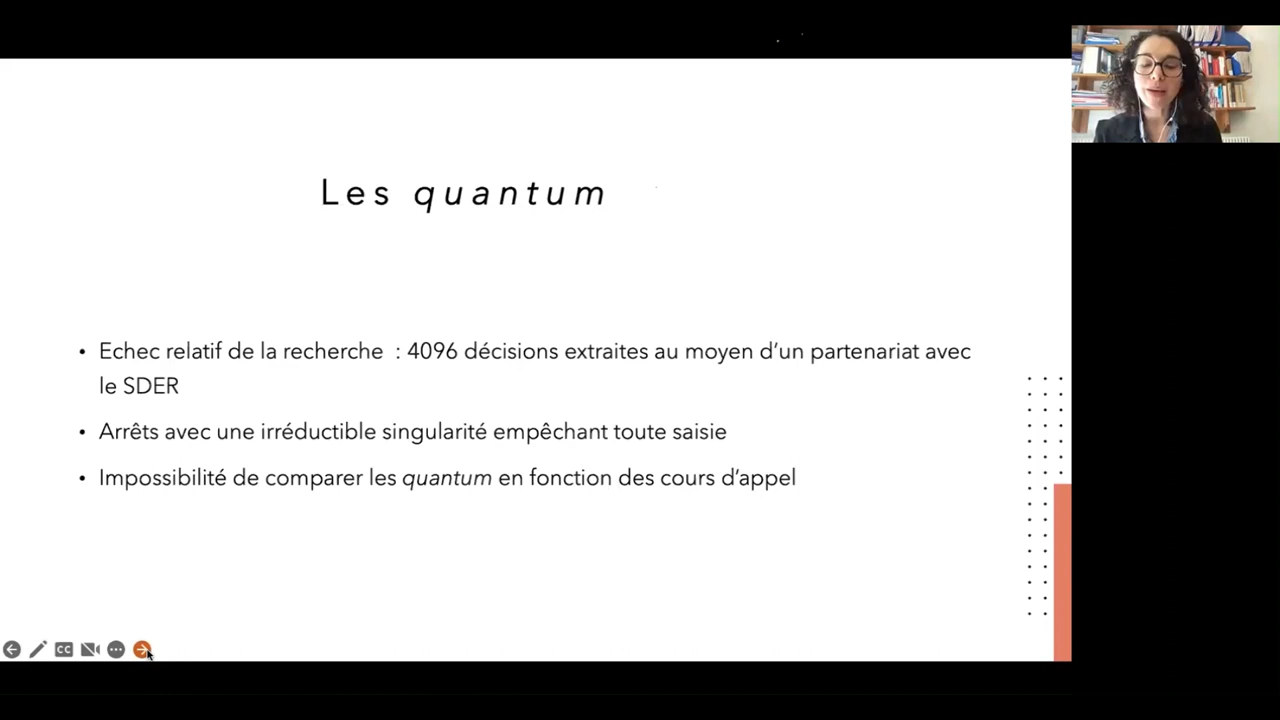 Les quantum
• Echec relatif de la recherche : 4096 décisions extraites au moyen d’un partenariat avec
le SDER
• Arrêts avec une irréductible singularité empêchant toute saisie
• Impossibilité de comparer les quantum en fonction des cours d’appel
CC